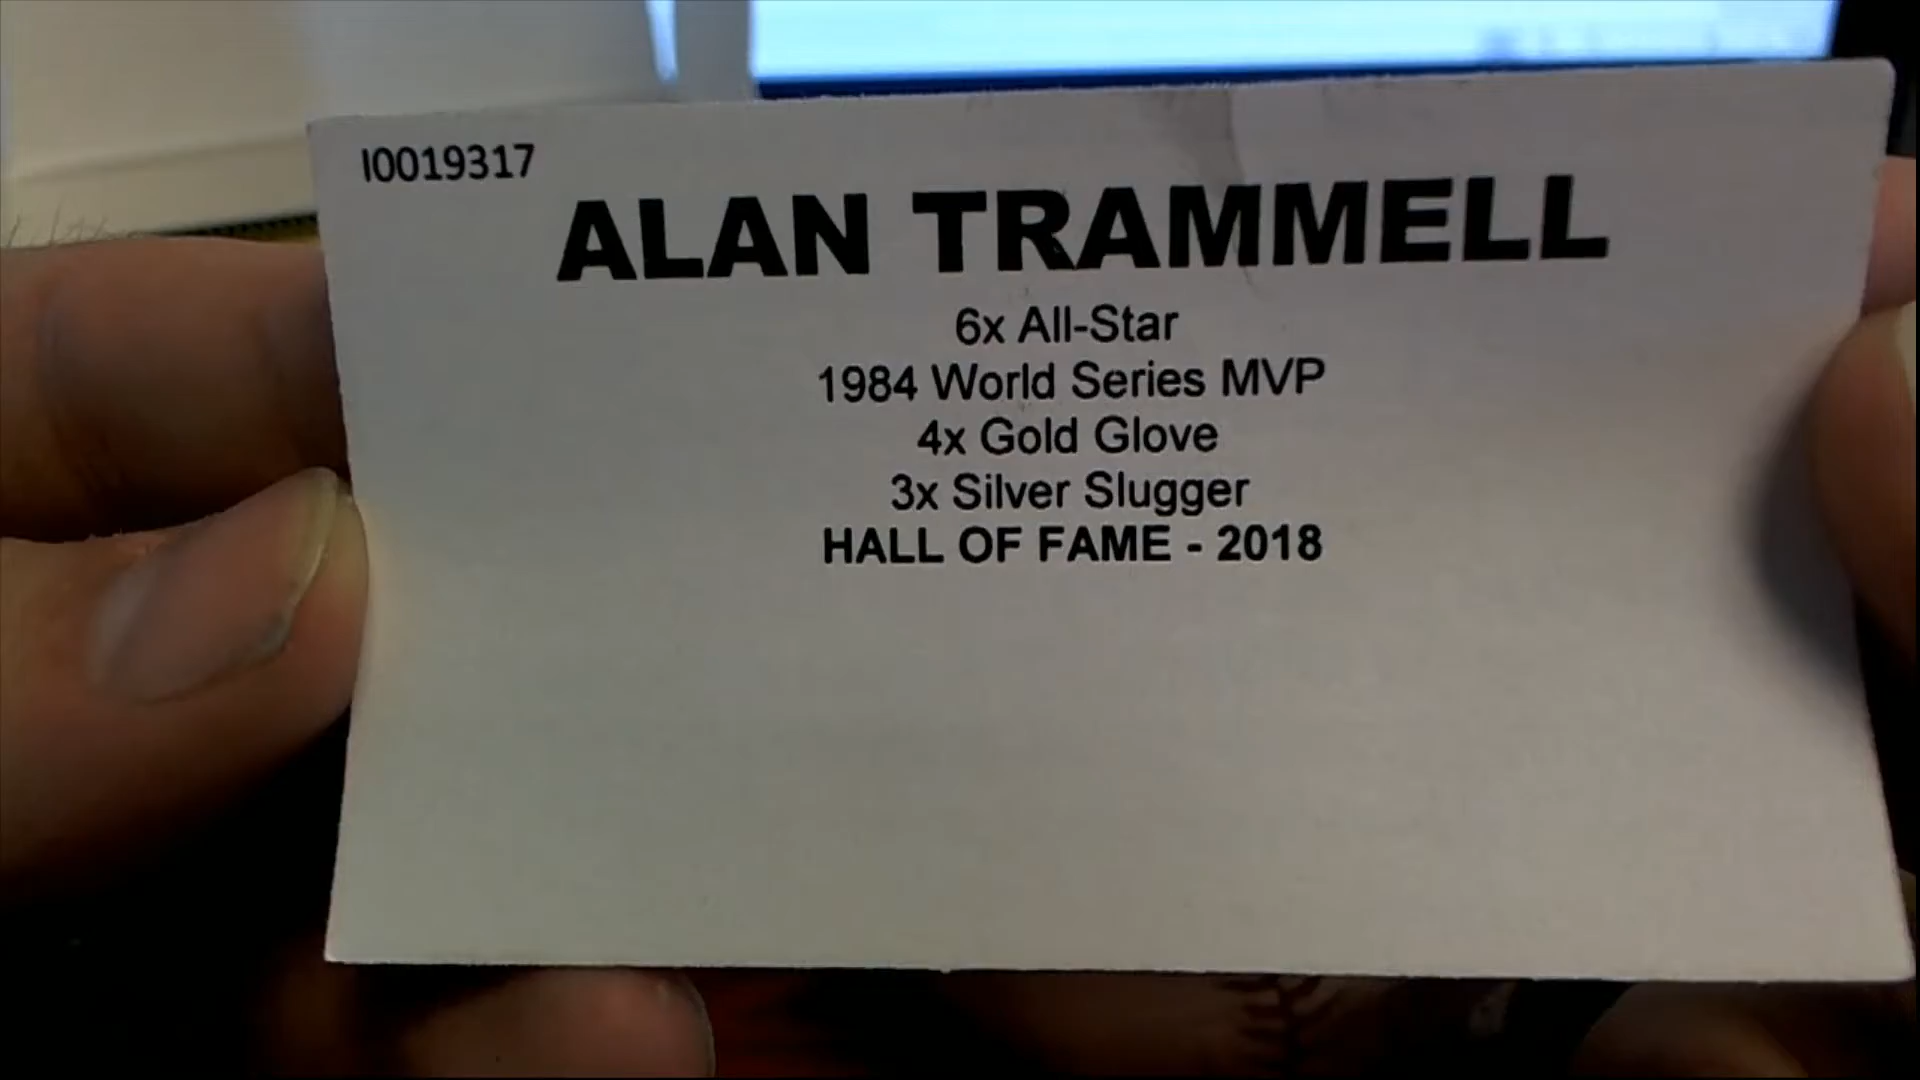 I0019317
ALAN TRAMMELL
6x All-Star
1984 World Series MVP
4x Gold Glove
3x Silver Slugger
HALL OF FAME - 2018